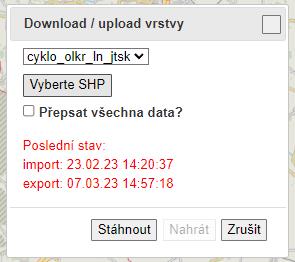 Download / upload vrstvy
cyklo_olkr_ln_jtsk
Vyberte SHP
Přepsat všechna data?
Poslední stav:
import: 23.02.23 14:20:37
export: 07.03.23 14:57:18
Stáhnout Nahrát Zrušit